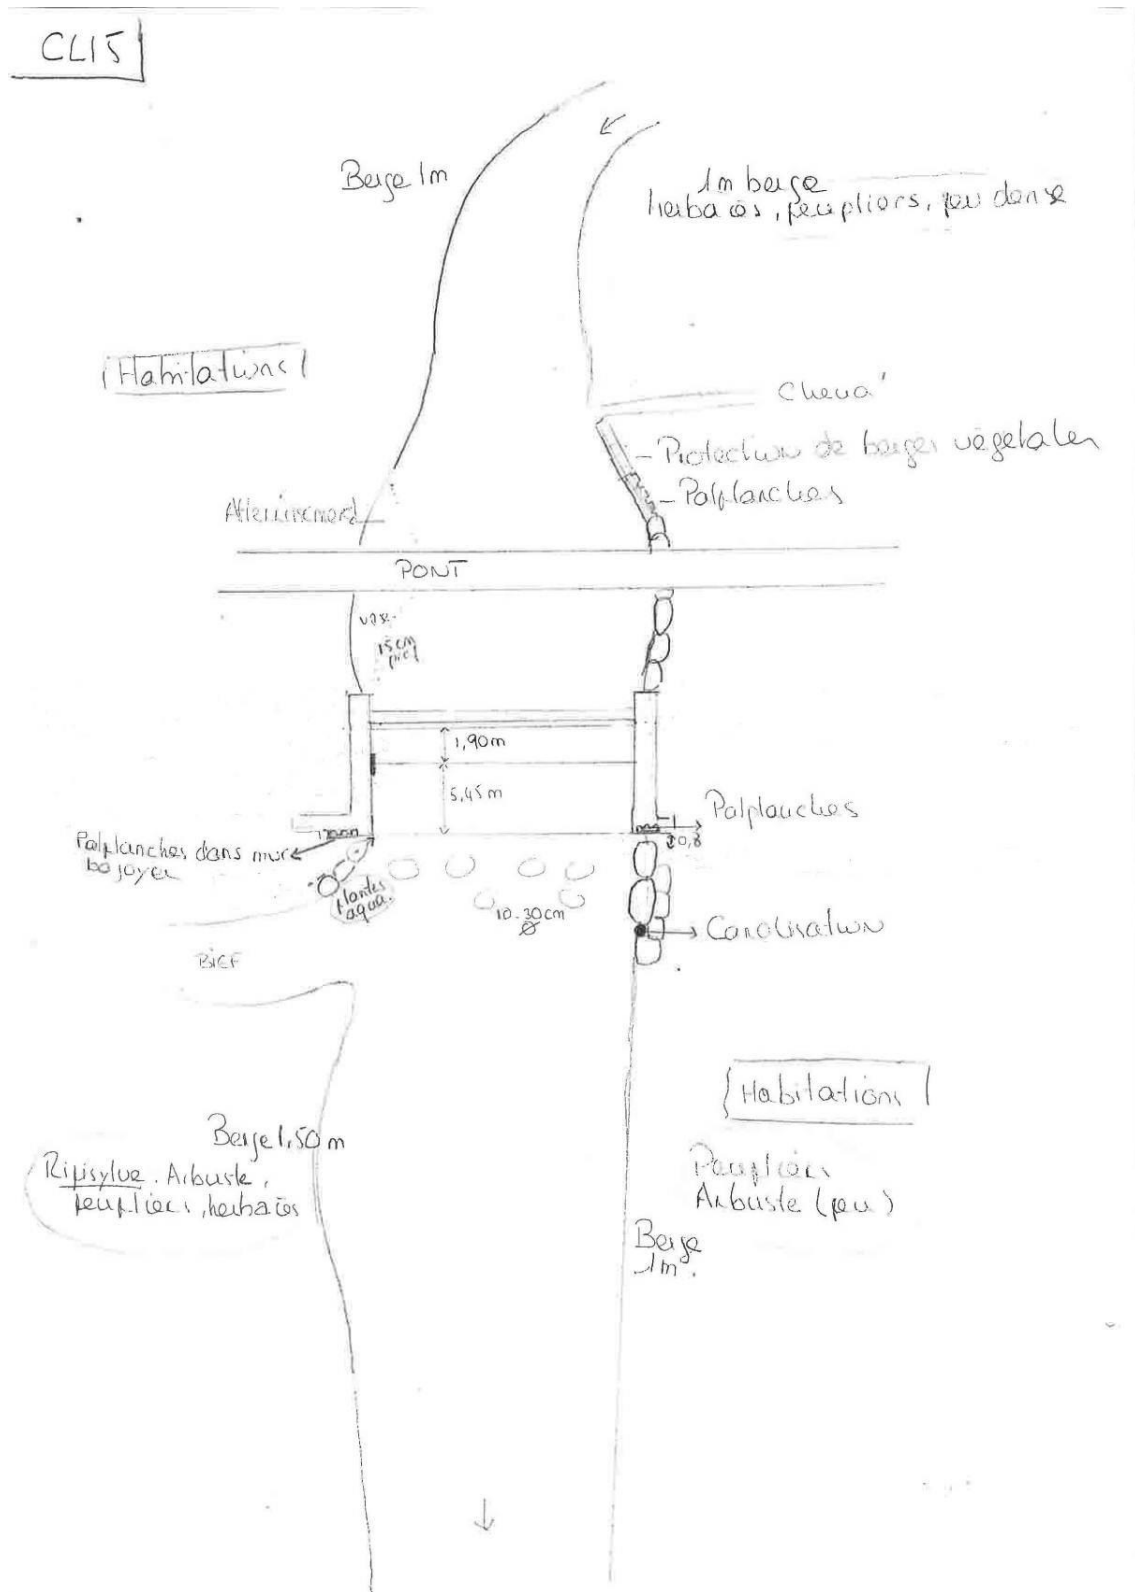 CL15
Berge 1m
1m berge
herbacés, peupliers, peu dense
Habitations
- Protection de berges végétales
- Palplanches
Atterrissement
PONT
vase
15cm
1,90m
5,45m
Palplanches
0,8
Palplanches dans mur
bajoyer
Plantes
aqua.
10-30cm
Ø
Canalisation
BIEF
Habitations
Berge 1,50m
Ripisylve. Arbuste,
peupliers, herbacés
Peupliers
Arbuste (peu)
Berge
1m.